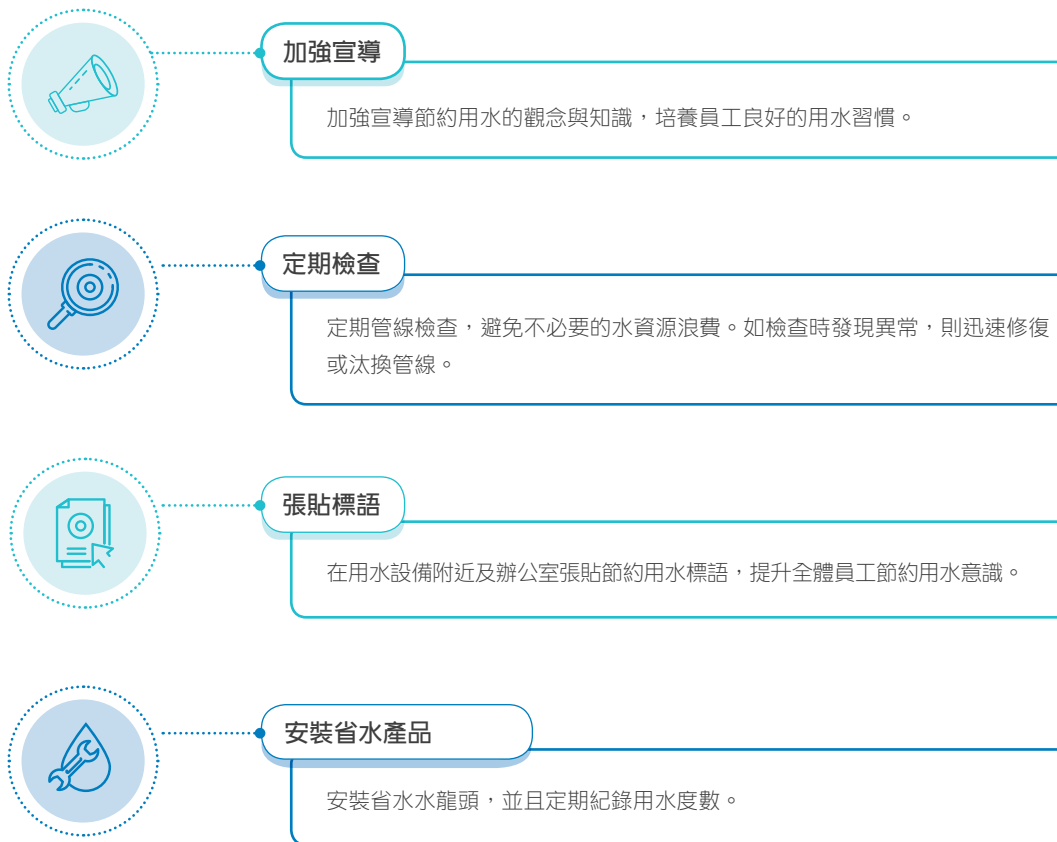 加強宣導
加強宣導節約用水的觀念與知識，培養員工良好的用水習慣。
定期檢查
定期管線檢查，避免不必要的水資源浪費。如檢查時發現異常，則迅速修復
或汰換管線。
張貼標語
在用水設備附近及辦公室張貼節約用水標語，提升全體員工節約用水意識。
安裝省水產品
安裝省水水龍頭，並且定期紀錄用水度數。